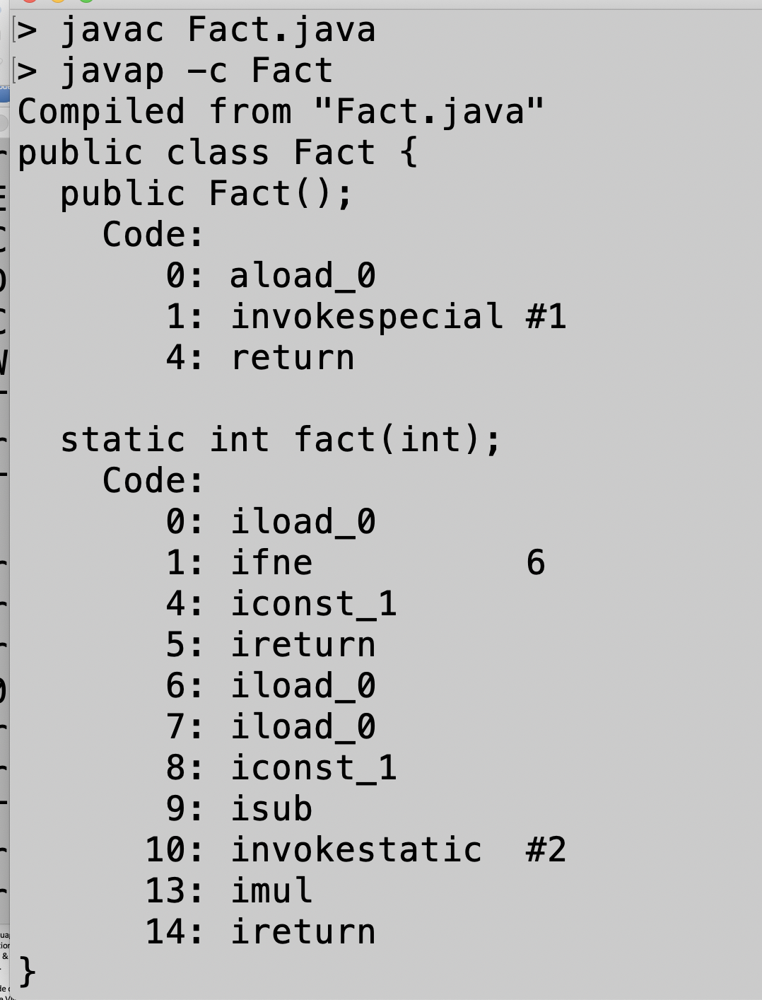 > javac Fact.java
> javap -c Fact
Compiled from "Fact.java"
public class Fact {
  public Fact();
    Code:
       0: aload_0
       1: invokespecial #1
       4: return

  static int fact(int);
    Code:
       0: iload_0
       1: ifne          6
       4: iconst_1
       5: ireturn
       6: iload_0
       7: iload_0
       8: iconst_1
       9: isub
      10: invokestatic  #2
      13: imul
      14: ireturn
}